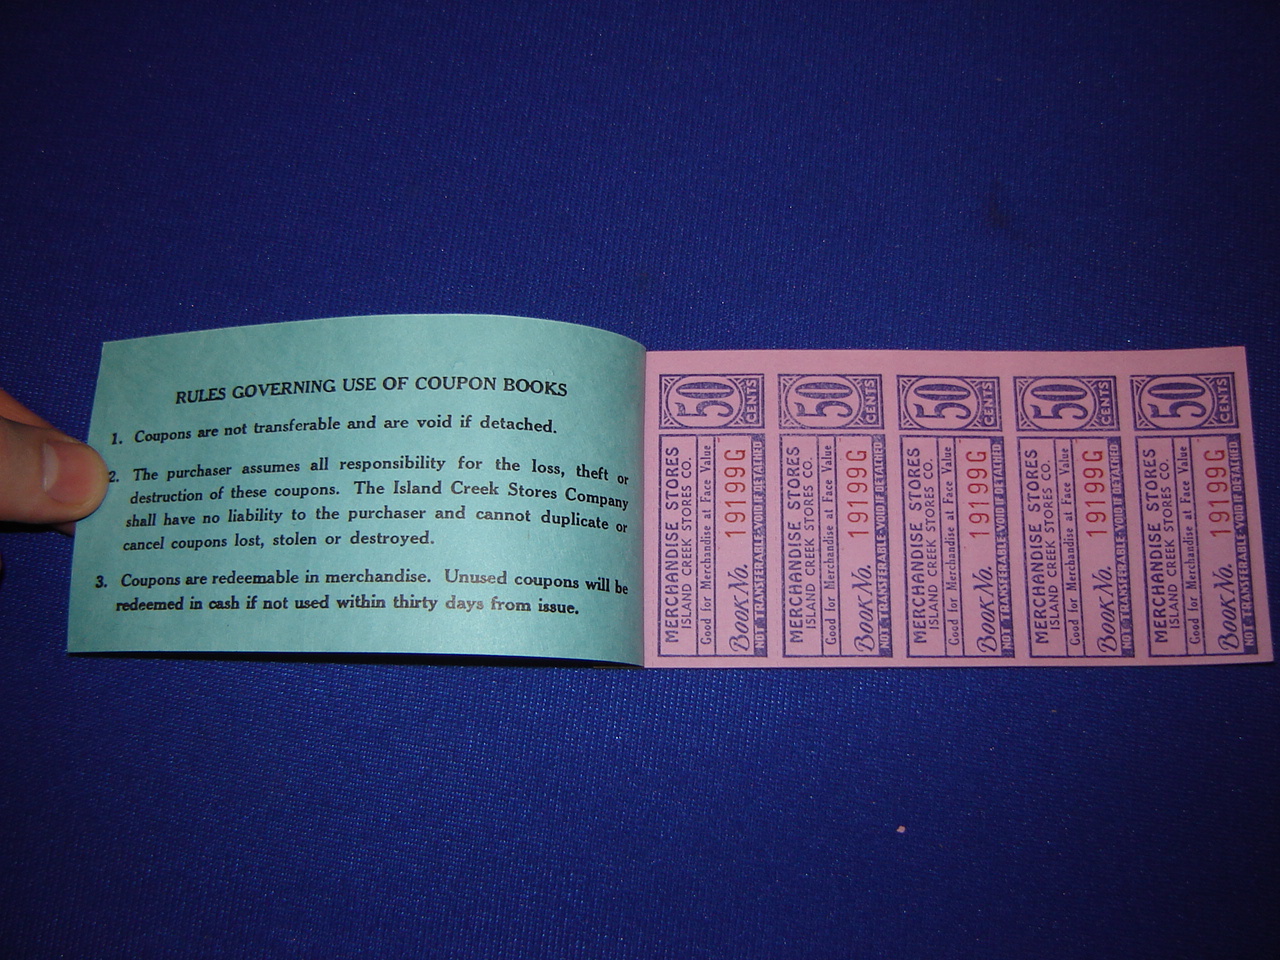 RULES GOVERNING USE OF COUPON BOOKS
1. Coupons are not transferable and are void if detached.
2. The purchaser assumes all responsibility for the loss, theft or
destruction of these coupons. The Island Creek Stores Company
shall have no liability to the purchaser and cannot duplicate or
cancel coupons lost, stolen or destroyed.
3. Coupons are redeemable in merchandise. Unused coupons will be
redeemed in cash if not used within thirty days from issue.
50
CENTS
MERCHANDISE STORES
ISLAND CREEK STORES CO.
Good for Merchandise at Face Value
Book No. 19199G
NOT TRANSFERABLE-VOID IF DETACHED
50
CENTS
MERCHANDISE STORES
ISLAND CREEK STORES CO.
Good for Merchandise at Face Value
Book No. 19199G
NOT TRANSFERABLE-VOID IF DETACHED
50
CENTS
MERCHANDISE STORES
ISLAND CREEK STORES CO.
Good for Merchandise at Face Value
Book No. 19199G
NOT TRANSFERABLE-VOID IF DETACHED
50
CENTS
MERCHANDISE STORES
ISLAND CREEK STORES CO.
Good for Merchandise at Face Value
Book No. 19199G
NOT TRANSFERABLE-VOID IF DETACHED
50
CENTS
MERCHANDISE STORES
ISLAND CREEK STORES CO.
Good for Merchandise at Face Value
Book No. 19199G
NOT TRANSFERABLE-VOID IF DETACHED